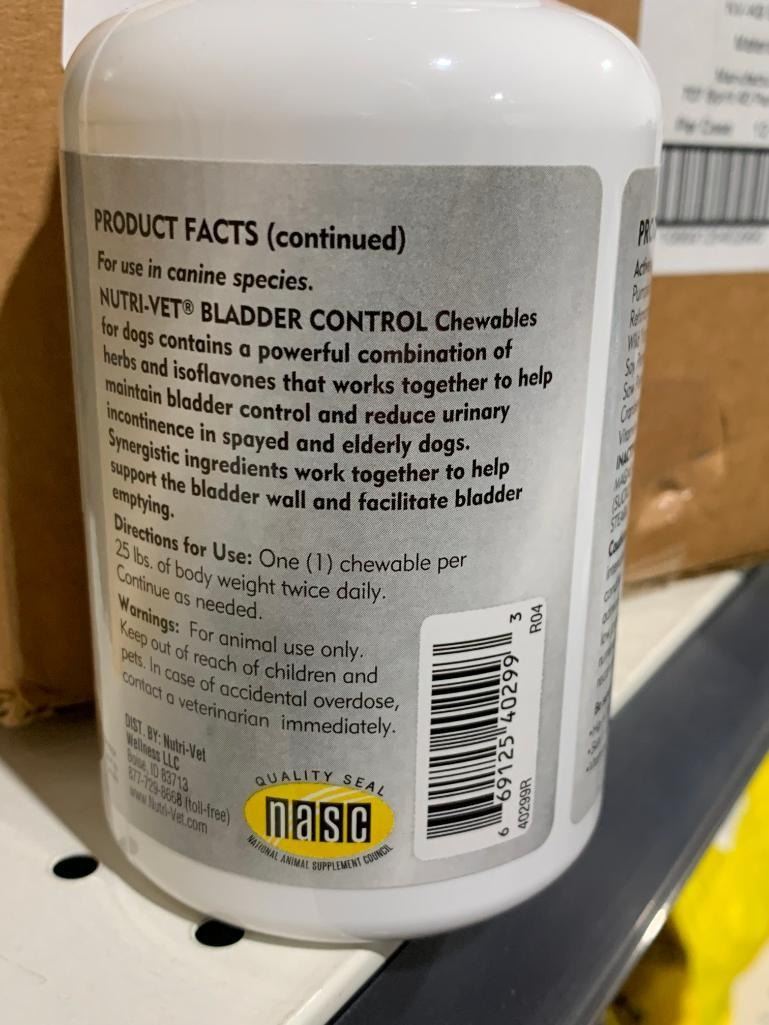 PRODUCT FACTS (continued)
For use in canine species.
NUTRI-VET® BLADDER CONTROL Chewables
for dogs contains a powerful combination of
herbs and isoflavones that works together to help
maintain bladder control and reduce urinary
incontinence in spayed and elderly dogs.
Synergistic ingredients work together to help
support the bladder wall and facilitate bladder
emptying.
Directions for Use: One (1) chewable per
25 lbs. of body weight twice daily.
Continue as needed.
Warnings: For animal use only.
Keep out of reach of children and
pets. In case of accidental overdose,
contact a veterinarian immediately.
DIST. BY: Nutri-Vet
Wellness LLC
Boise, ID 83713
877-729-8668 (toll-free)
www.Nutri-Vet.com
QUALITY SEAL
nasc
NATIONAL ANIMAL SUPPLEMENT COUNCIL
6 69125 40299 3
40299R
R04
Per Case 12